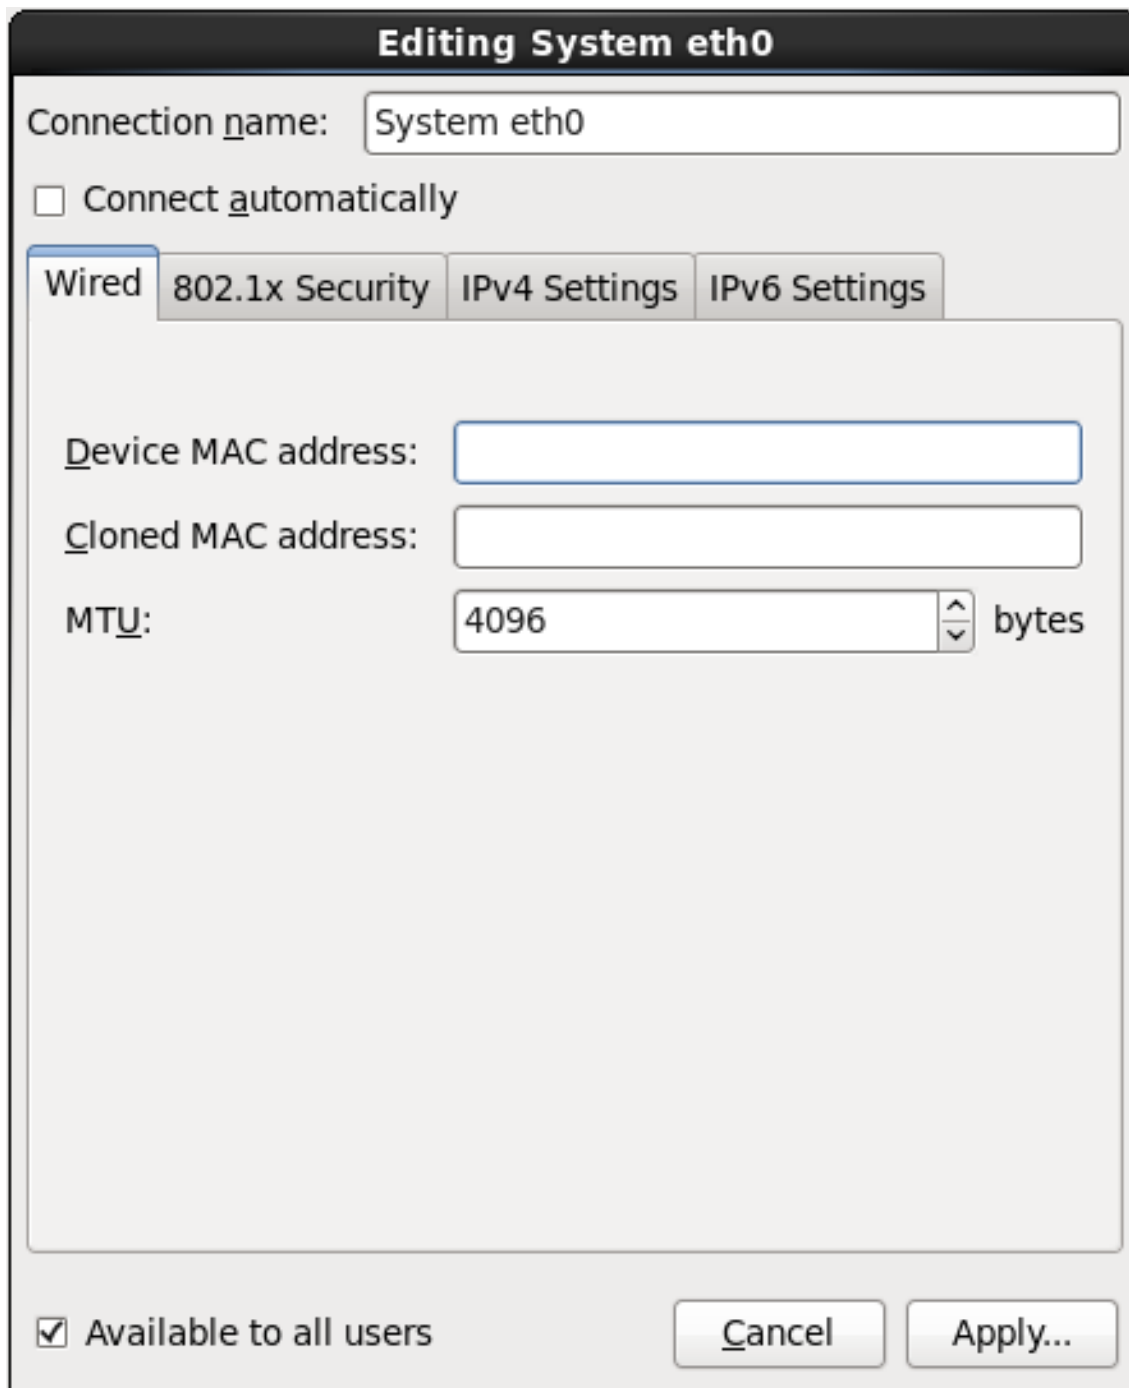 Editing System eth0
Connection name: System eth0
Connect automatically
Wired 802.1x Security IPv4 Settings IPv6 Settings
Device MAC address:
Cloned MAC address:
MTU: 4096 bytes
Available to all users Cancel Apply...